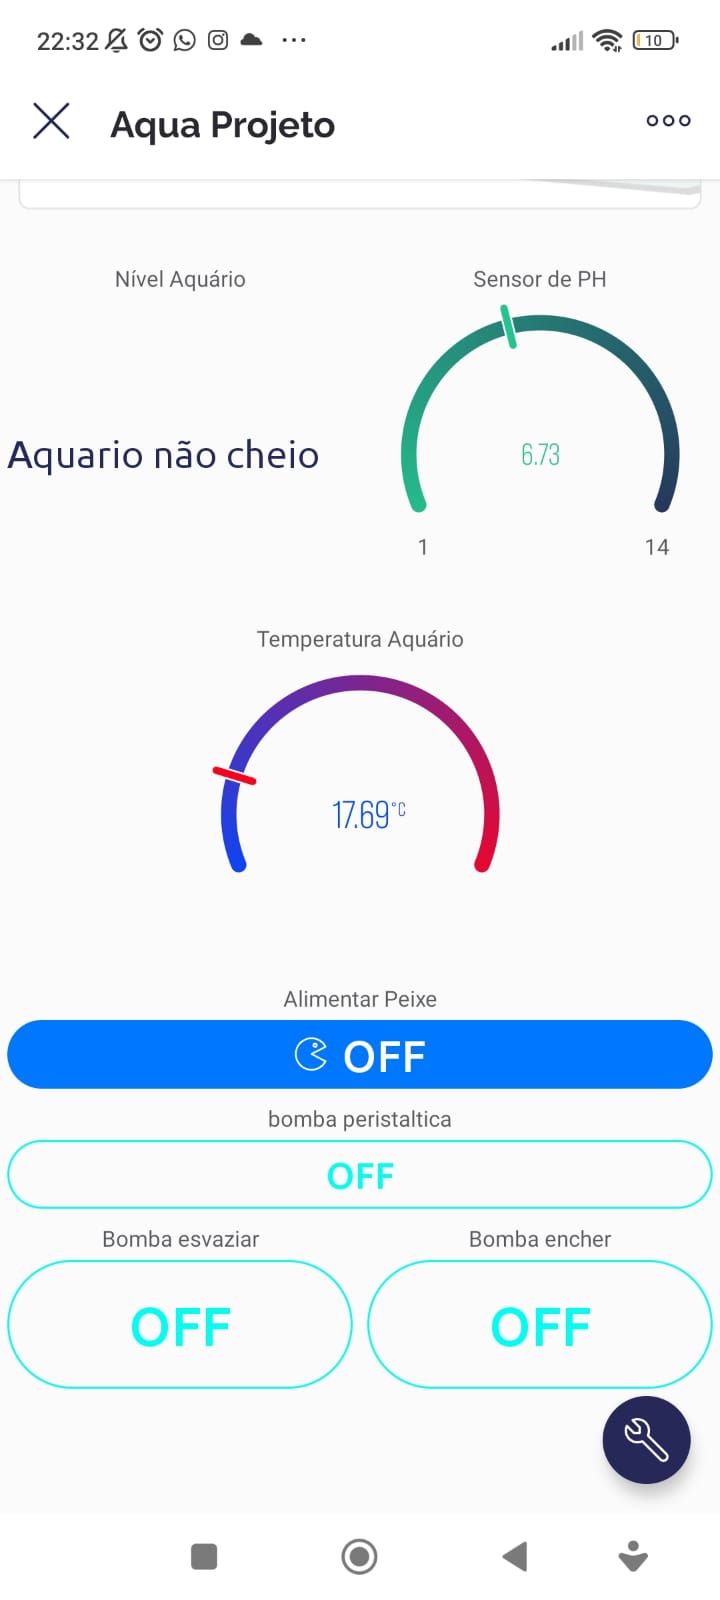 22:32
10
Aqua Projeto
Nível Aquário
Sensor de PH
Aquario não cheio
6.73
1
14
Temperatura Aquário
17.69°C
Alimentar Peixe
OFF
bomba peristaltica
OFF
Bomba esvaziar
Bomba encher
OFF
OFF